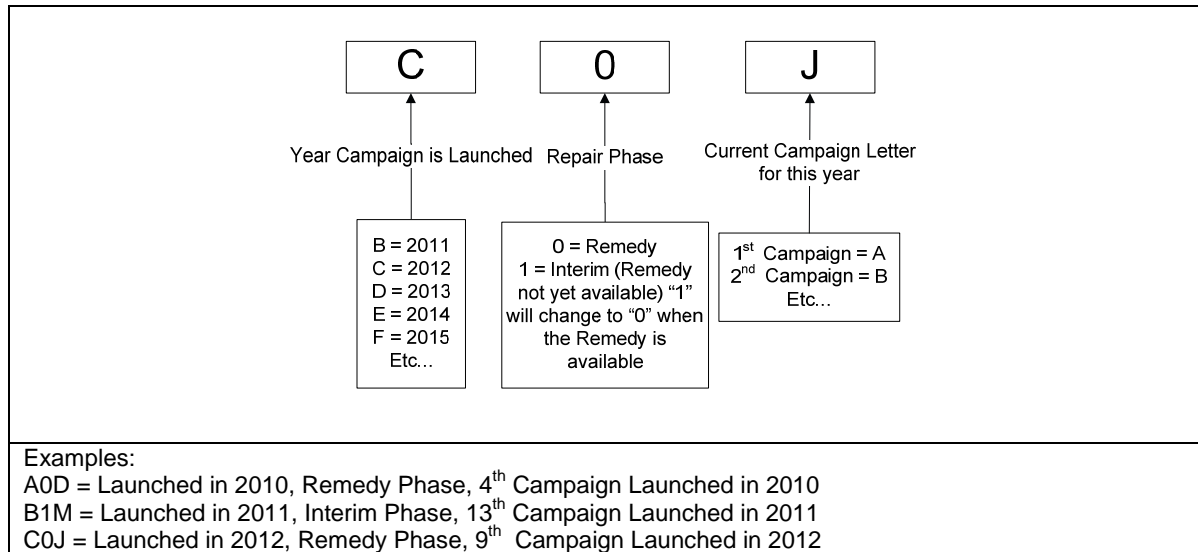 C 0 J
Year Campaign is Launched
Repair Phase
Current Campaign Letter
for this year
B = 2011
C = 2012
D = 2013
E = 2014
F = 2015
Etc...
0 = Remedy
1 = Interim (Remedy
not yet available) “1”
will change to “0” when
the Remedy is
available
1st Campaign = A
2nd Campaign = B
Etc...
Examples:
A0D = Launched in 2010, Remedy Phase, 4th Campaign Launched in 2010
B1M = Launched in 2011, Interim Phase, 13th Campaign Launched in 2011
C0J = Launched in 2012, Remedy Phase, 9th Campaign Launched in 2012